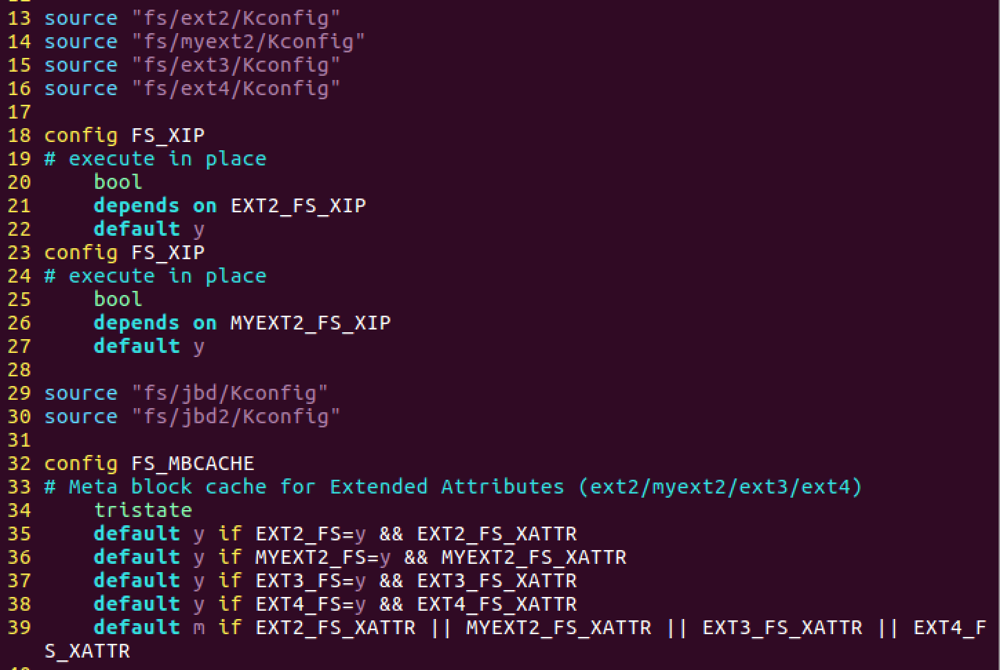 13 source "fs/ext2/Kconfig"
14 source "fs/myext2/Kconfig"
15 source "fs/ext3/Kconfig"
16 source "fs/ext4/Kconfig"
17
18 config FS_XIP
19 # execute in place
20     bool
21     depends on EXT2_FS_XIP
22     default y
23 config FS_XIP
24 # execute in place
25     bool
26     depends on MYEXT2_FS_XIP
27     default y
28
29 source "fs/jbd/Kconfig"
30 source "fs/jbd2/Kconfig"
31
32 config FS_MBCACHE
33 # Meta block cache for Extended Attributes (ext2/myext2/ext3/ext4)
34     tristate
35     default y if EXT2_FS=y && EXT2_FS_XATTR
36     default y if MYEXT2_FS=y && MYEXT2_FS_XATTR
37     default y if EXT3_FS=y && EXT3_FS_XATTR
38     default y if EXT4_FS=y && EXT4_FS_XATTR
39     default m if EXT2_FS_XATTR || MYEXT2_FS_XATTR || EXT3_FS_XATTR || EXT4_F
S_XATTR